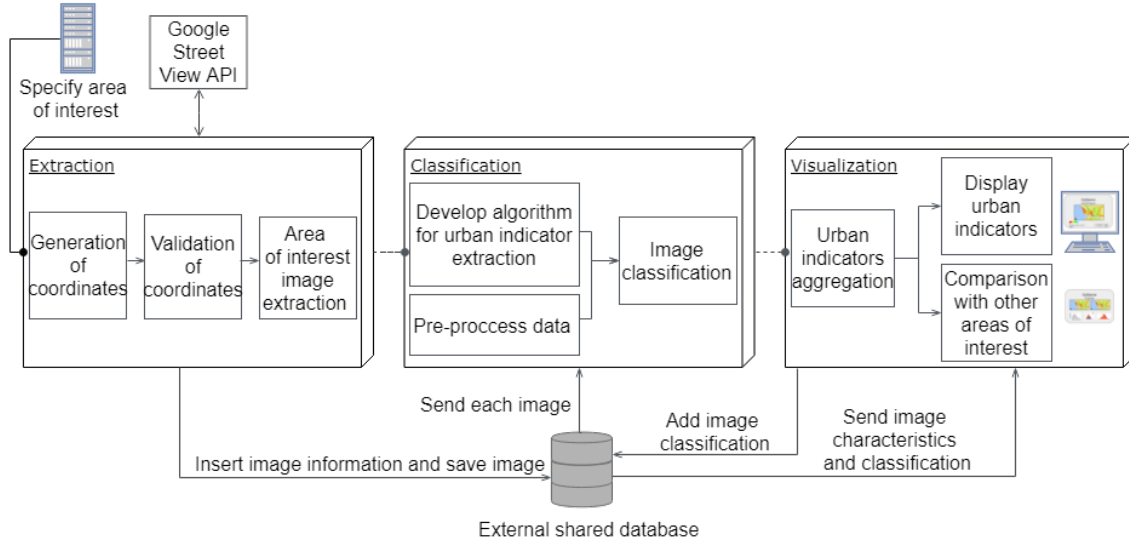 Specify area
of interest
Google
Street
View API
Extraction
Generation
of
coordinates
Validation
of
coordinates
Area
of interest
image
extraction
Classification
Develop algorithm
for urban indicator
extraction
Pre-proccess data
Image
classification
Visualization
Urban
indicators
aggregation
Display
urban
indicators
Comparison
with other
areas of
interest
Insert image information and save image
Send each image
Add image
classification
Send image
characteristics
and classification
External shared database